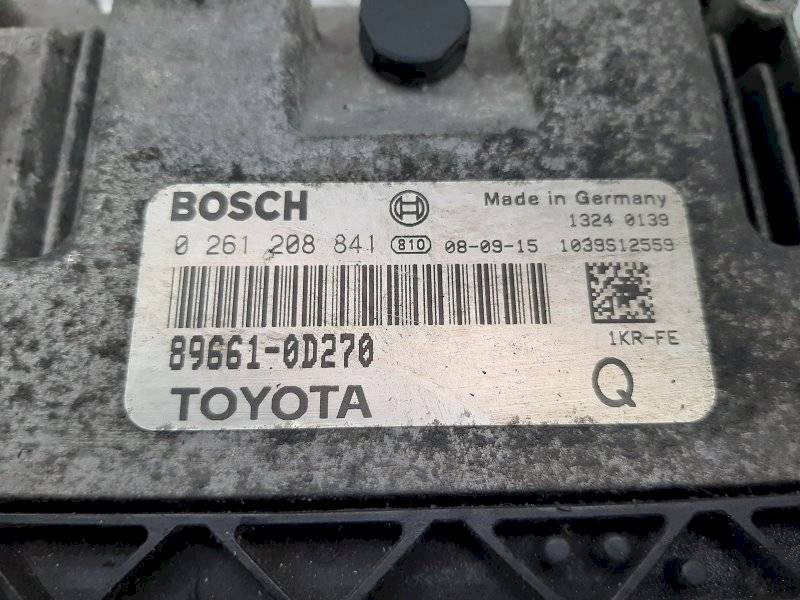 BOSCH Made in Germany
1324 0139
0 261 208 841 810 08-09-15 1039S12559
1KR-FE
89661-0D270
TOYOTA Q